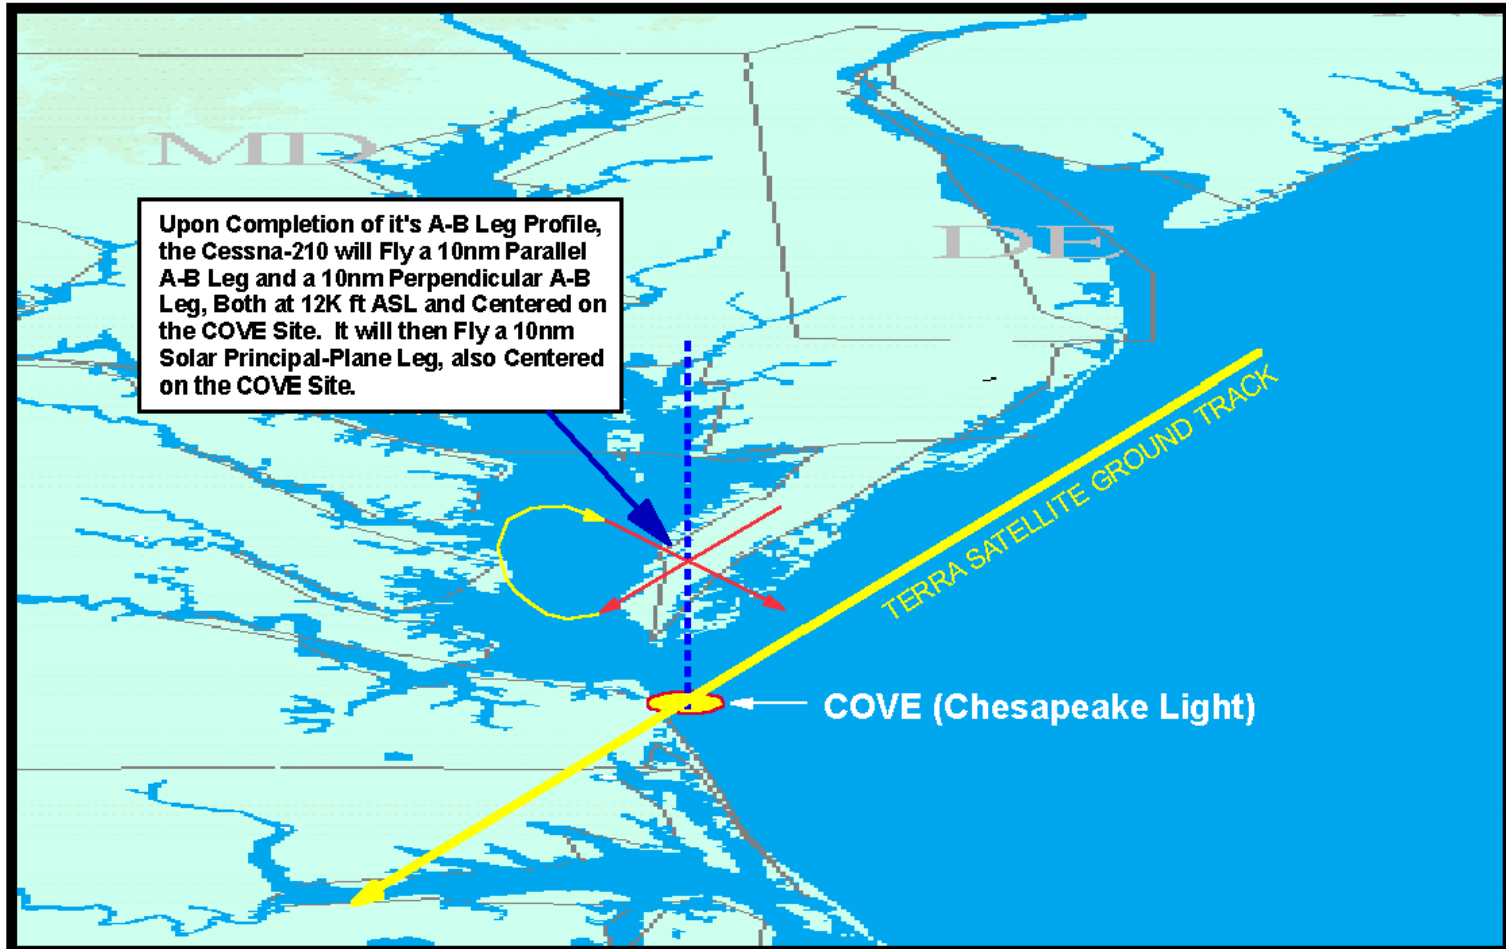 MD
DE
Upon Completion of it's A-B Leg Profile,
the Cessna-210 will Fly a 10nm Parallel
A-B Leg and a 10nm Perpendicular A-B
Leg, Both at 12K ft ASL and Centered on
the COVE Site.  It will then Fly a 10nm
Solar Principal-Plane Leg, also Centered
on the COVE Site.
TERRA SATELLITE GROUND TRACK
COVE (Chesapeake Light)